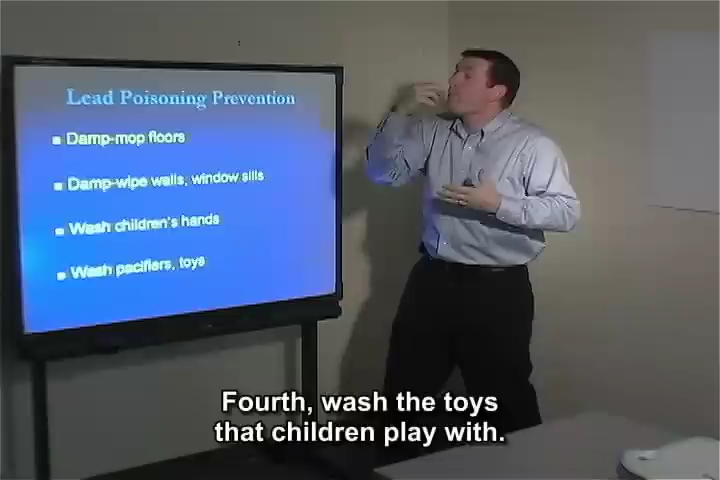 Lead Poisoning Prevention
■ Damp-mop floors
■ Damp-wipe walls, window sills
■ Wash children's hands
■ Wash pacifiers, toys
Fourth, wash the toys
that children play with.